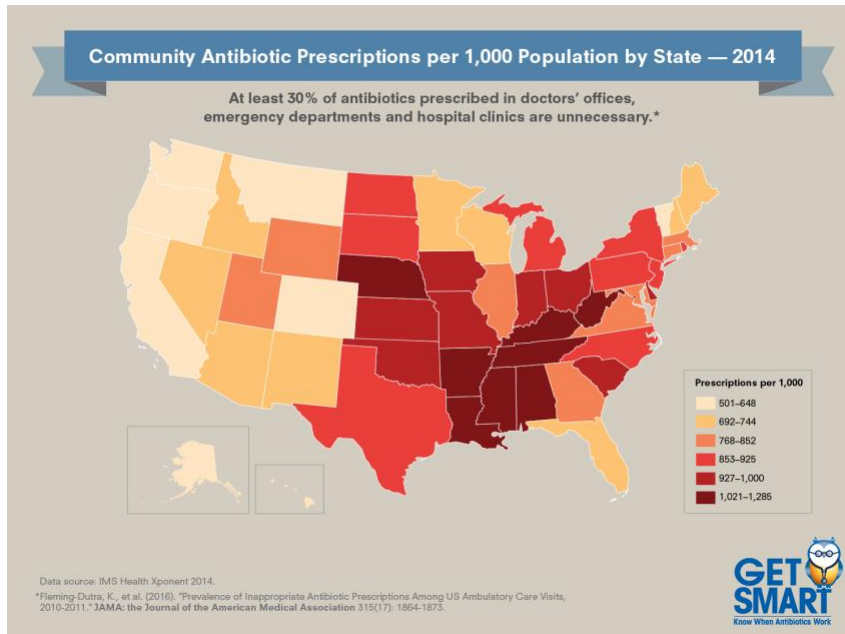 Community Antibiotic Prescriptions per 1,000 Population by State — 2014
At least 30% of antibiotics prescribed in doctors' offices,
emergency departments and hospital clinics are unnecessary.*
Prescriptions per 1,000
501–648
692–744
768–852
853–925
927–1,000
1,021–1,285
Data source: IMS Health Xponent 2014.
*Fleming-Dutra, K., et al. (2016). "Prevalence of Inappropriate Antibiotic Prescriptions Among US Ambulatory Care Visits,
2010-2011." JAMA: the Journal of the American Medical Association 315(17): 1864-1873.
GET
SMART
Know When Antibiotics Work